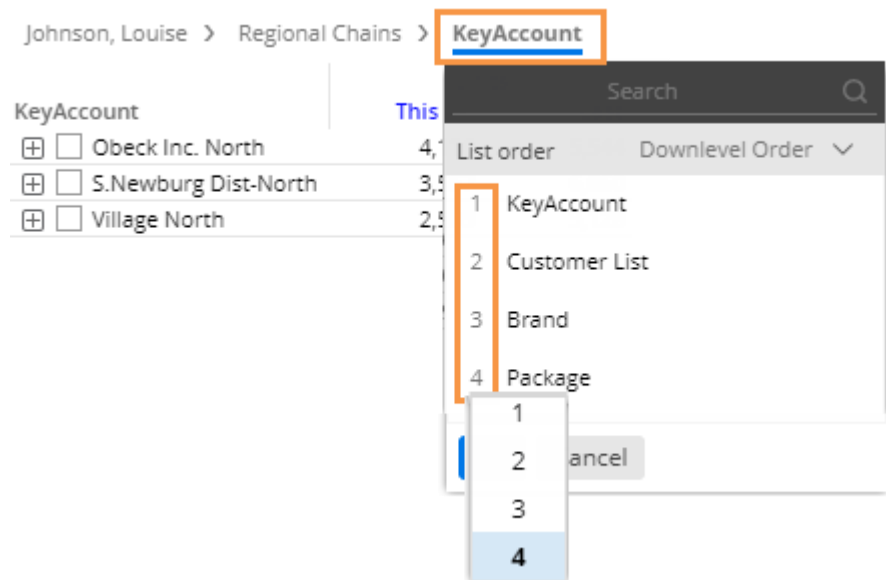 Johnson, Louise > Regional Chains > KeyAccount
Search
KeyAccount This
List order Downlevel Order
Obeck Inc. North 4,
S.Newburg Dist-North 3,5
Village North 2,5
1 KeyAccount
2 Customer List
3 Brand
4 Package
1
2
3
4